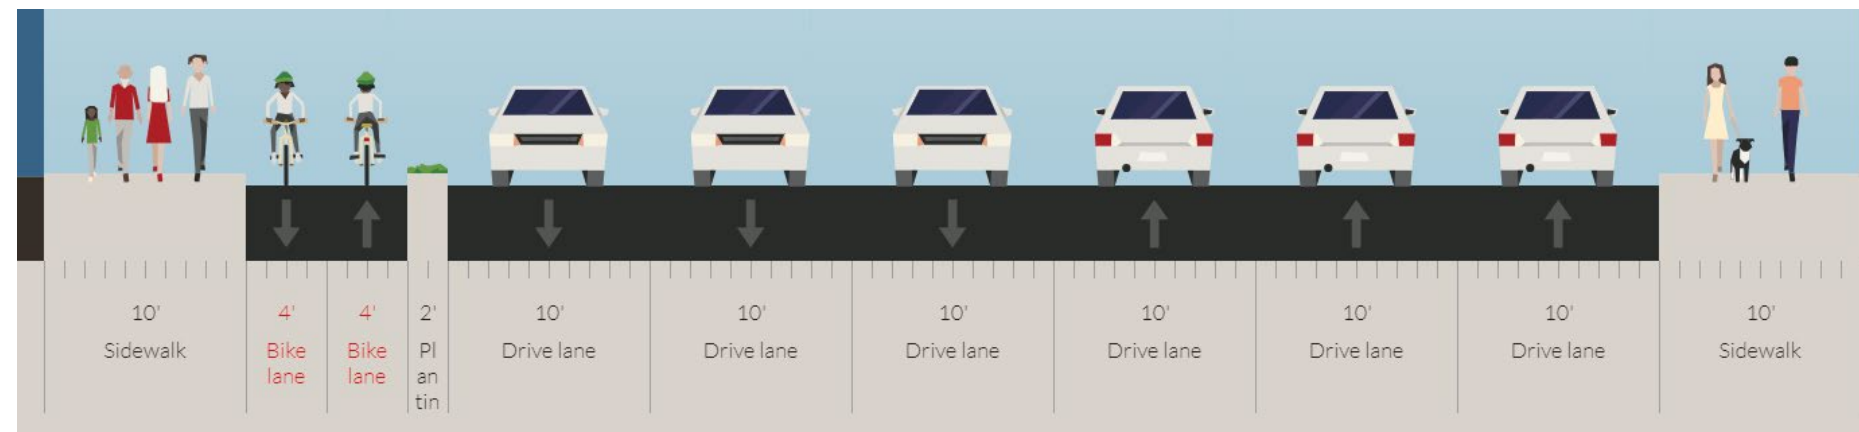 10' 4' 4' 2' 10' 10' 10' 10' 10' 10' 10'
Sidewalk Bike Bike Pl Drive lane Drive lane Drive lane Drive lane Drive lane Drive lane Sidewalk
lane lane an
tin